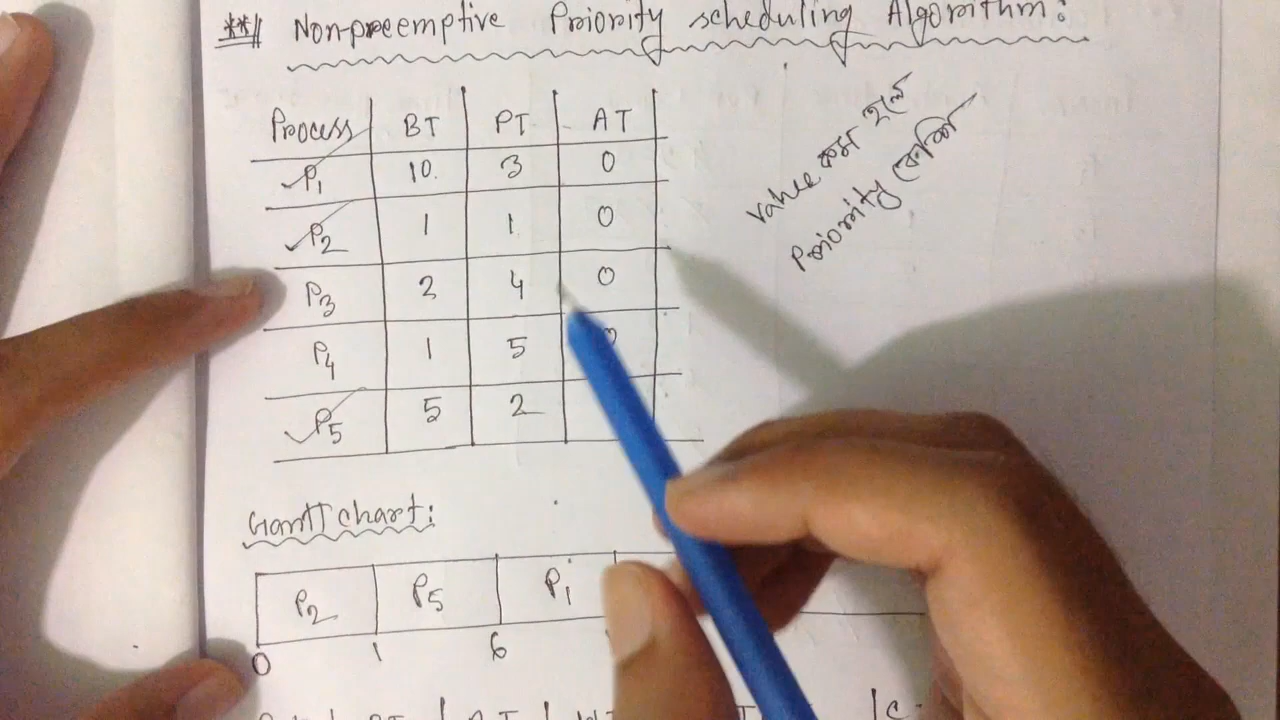 **// Non-preemptive Priority scheduling Algorithm:
Process BT PT AT
P1 10. 3 0
P2 1 1 0
P3 2 4 0
P4 1 5
P5 5 2
value কম হলে
Priority বেশি
Gantt chart:
P2 P5 P1
0 1 6